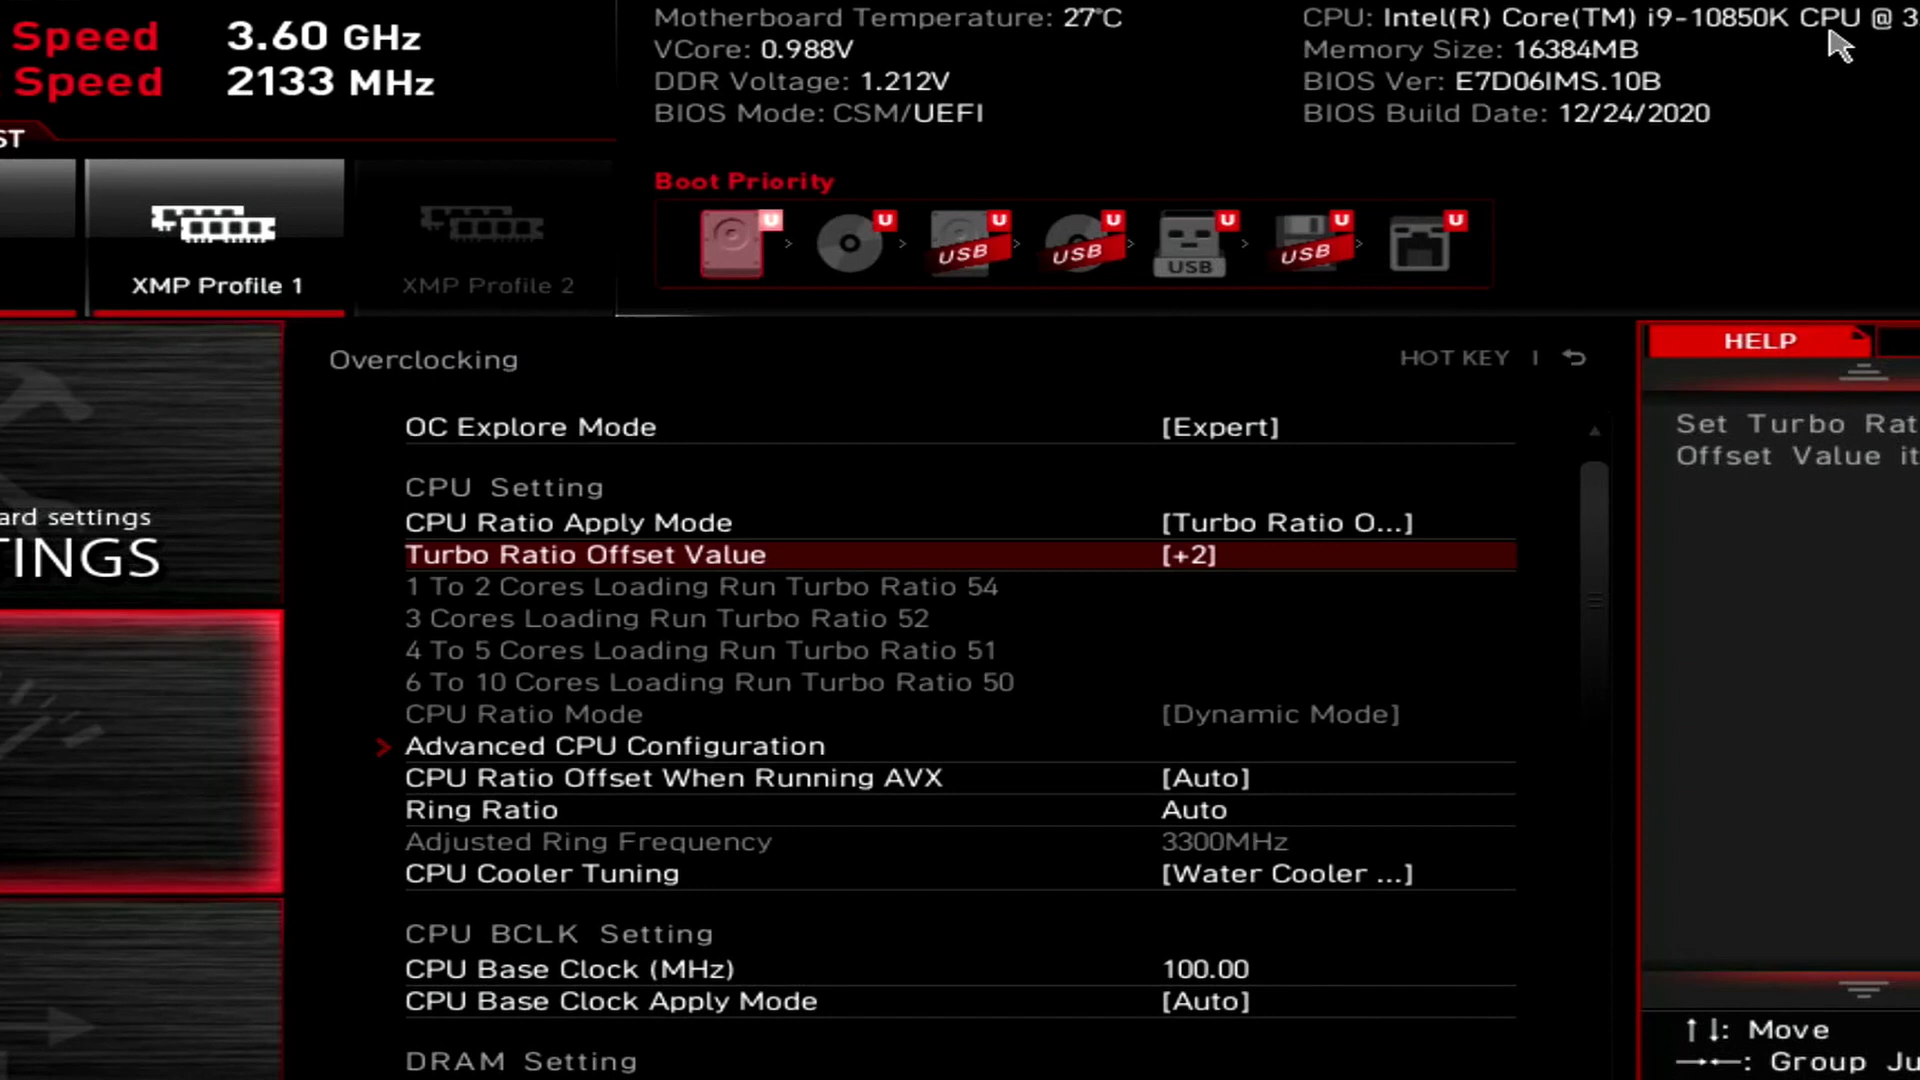 Speed 3.60 GHz
Speed 2133 MHz
Motherboard Temperature: 27°C
VCore: 0.988V
DDR Voltage: 1.212V
BIOS Mode: CSM/UEFI
CPU: Intel(R) Core(TM) i9-10850K CPU @ 3
Memory Size: 16384MB
BIOS Ver: E7D06IMS.10B
BIOS Build Date: 12/24/2020
ST
XMP Profile 1
XMP Profile 2
Boot Priority
U U U U U U U
USB USB USB USB
ard settings
TINGS
Overclocking
HOT KEY |
OC Explore Mode [Expert]
CPU Setting
CPU Ratio Apply Mode [Turbo Ratio O...]
Turbo Ratio Offset Value [+2]
1 To 2 Cores Loading Run Turbo Ratio 54
3 Cores Loading Run Turbo Ratio 52
4 To 5 Cores Loading Run Turbo Ratio 51
6 To 10 Cores Loading Run Turbo Ratio 50
CPU Ratio Mode [Dynamic Mode]
> Advanced CPU Configuration
CPU Ratio Offset When Running AVX [Auto]
Ring Ratio Auto
Adjusted Ring Frequency 3300MHz
CPU Cooler Tuning [Water Cooler ...]
CPU BCLK Setting
CPU Base Clock (MHz) 100.00
CPU Base Clock Apply Mode [Auto]
DRAM Setting
HELP
Set Turbo Rat
Offset Value it
↑↓: Move
→←: Group Ju